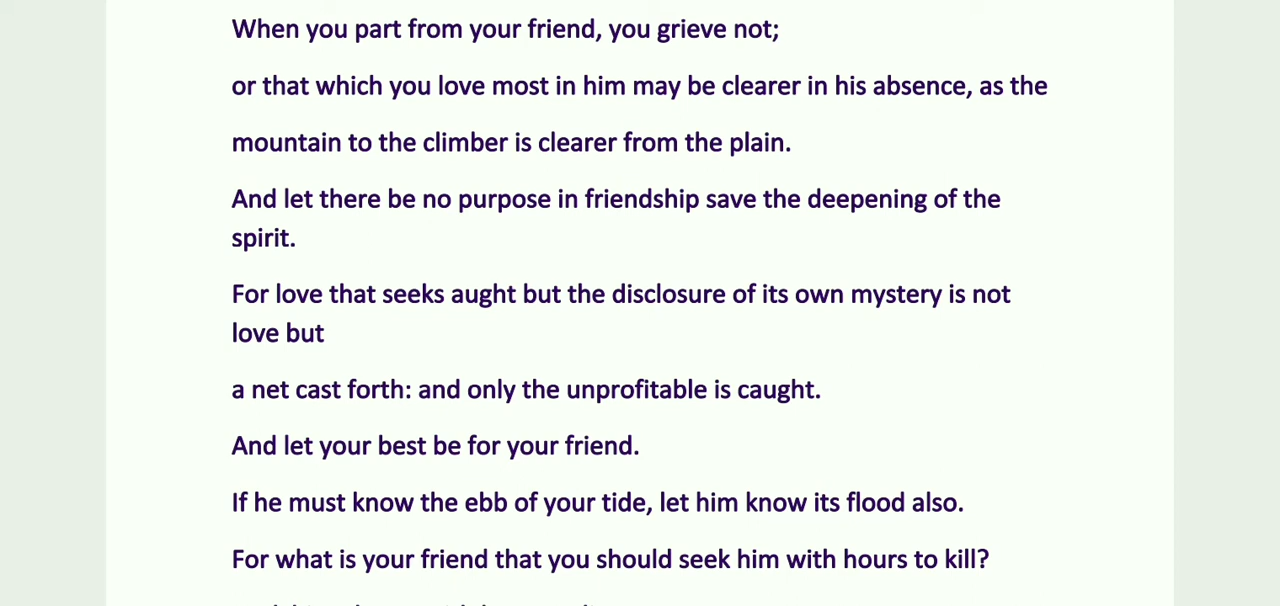 When you part from your friend, you grieve not;
or that which you love most in him may be clearer in his absence, as the
mountain to the climber is clearer from the plain.
And let there be no purpose in friendship save the deepening of the
spirit.
For love that seeks aught but the disclosure of its own mystery is not
love but
a net cast forth: and only the unprofitable is caught.
And let your best be for your friend.
If he must know the ebb of your tide, let him know its flood also.
For what is your friend that you should seek him with hours to kill?